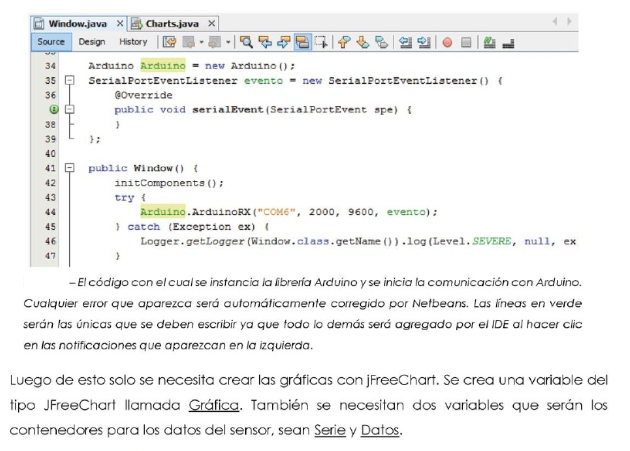 Window.java × Charts.java ×
Source Design History
34 Arduino Arduino = new Arduino();
35 SerialPortEventListener evento = new SerialPortEventListener() {
36 @Override
public void serialEvent(SerialPortEvent spe) {
38 }
39 };
40
41 public Window() {
42 initComponents();
43 try {
44 Arduino.ArduinoRX("COM6", 2000, 9600, evento);
45 } catch (Exception ex) {
46 Logger.getLogger(Window.class.getName()).log(Level.SEVERE, null, ex
47 }
– El código con el cual se instancia la librería Arduino y se inicia la comunicación con Arduino.
Cualquier error que aparezca será automáticamente corregido por Netbeans. Las líneas en verde
serán las únicas que se deben escribir ya que todo lo demás será agregado por el IDE al hacer clic
en las notificaciones que aparezcan en la izquierda.
Luego de esto solo se necesita crear las gráficas con jFreeChart. Se crea una variable del
tipo JFreeChart llamada Gráfica. También se necesitan dos variables que serán los
contenedores para los datos del sensor, sean Serie y Datos.